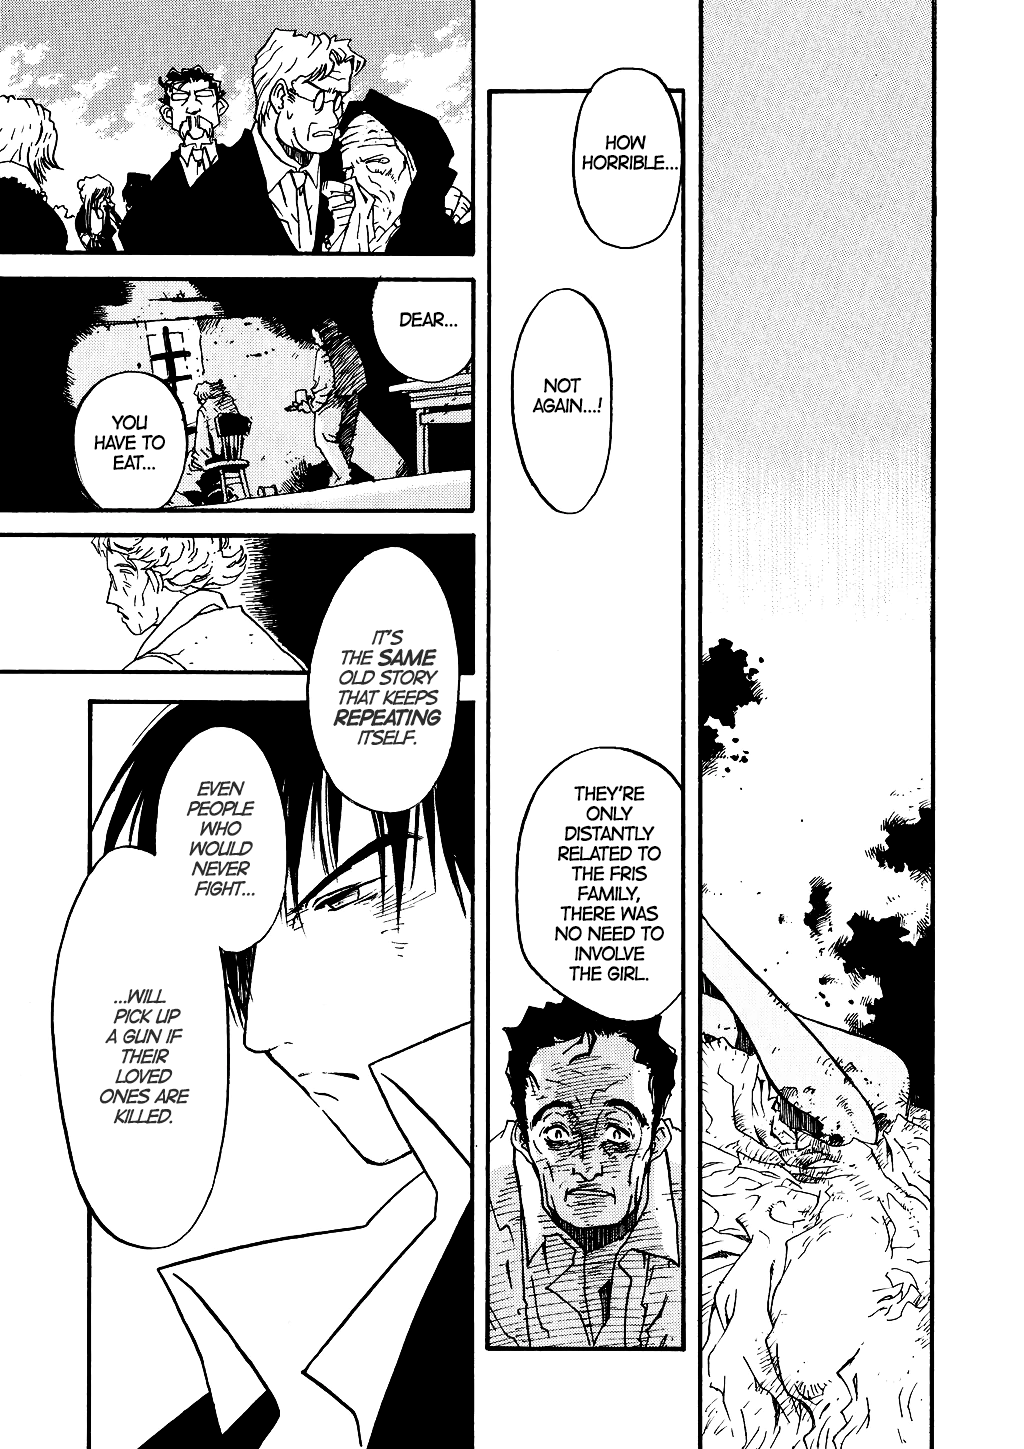 HOW
HORRIBLE...
NOT
AGAIN...!
THEY'RE
ONLY
DISTANTLY
RELATED TO
THE FRIS
FAMILY,
THERE WAS
NO NEED TO
INVOLVE
THE GIRL.
DEAR...
YOU
HAVE TO
EAT...
IT'S
THE SAME
OLD STORY
THAT KEEPS
REPEATING
ITSELF.
EVEN
PEOPLE
WHO
WOULD
NEVER
FIGHT...
...WILL
PICK UP
A GUN IF
THEIR
LOVED
ONES ARE
KILLED.